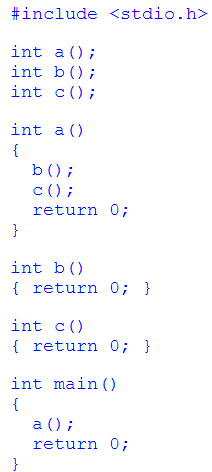 #include <stdio.h>
int a();
int b();
int c();
int a()
{
b();
c();
return 0;
}
int b()
{ return 0; }
int c()
{ return 0; }
int main()
{
a();
return 0;
}